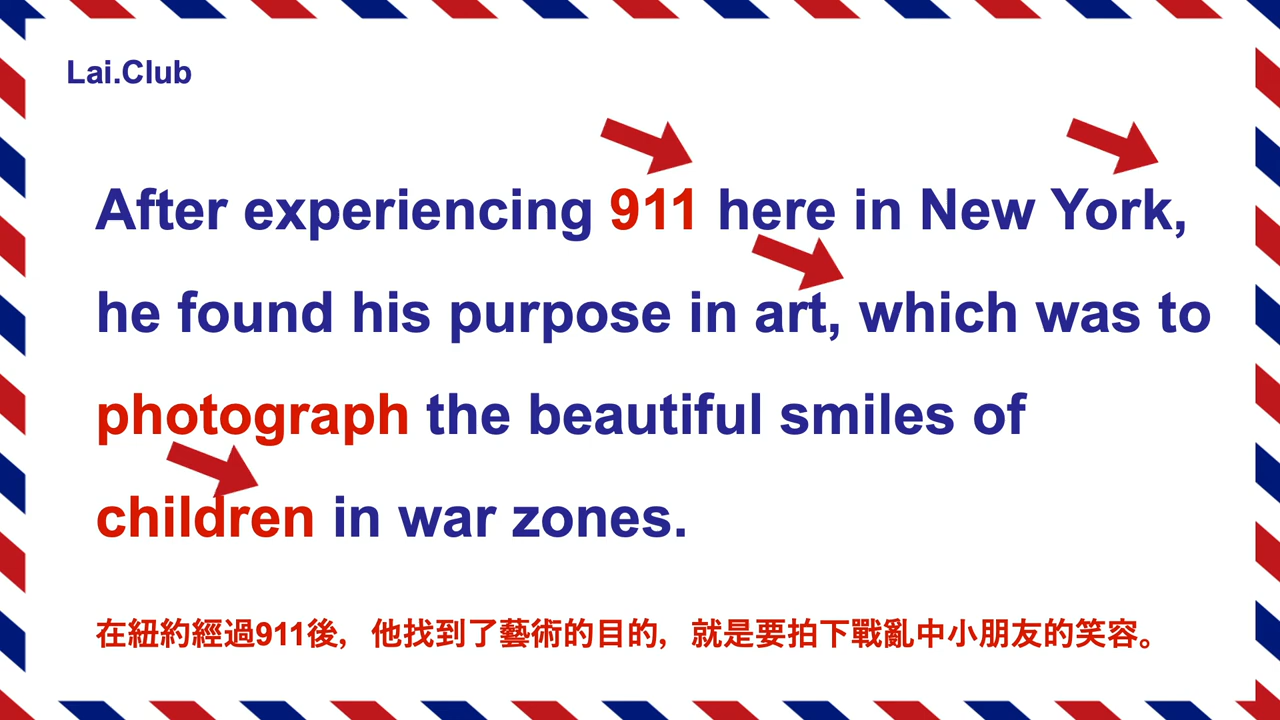 Lai.Club
After experiencing 911 here in New York,
he found his purpose in art, which was to
photograph the beautiful smiles of
children in war zones.
在紐約經過911後，他找到了藝術的目的，就是要拍下戰亂中小朋友的笑容。